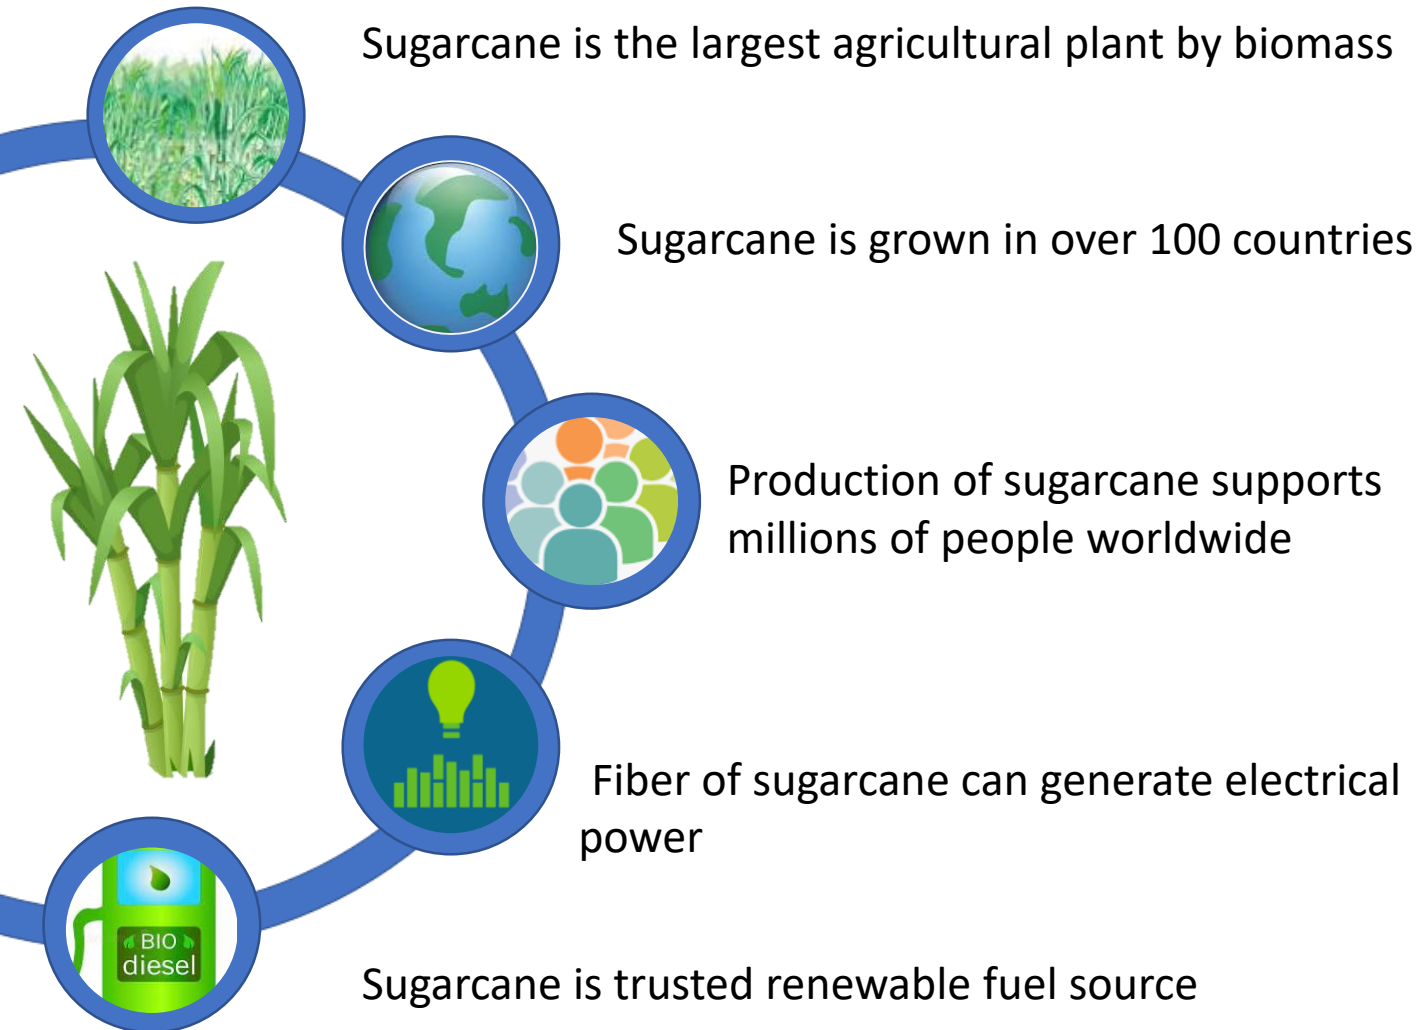 Sugarcane is the largest agricultural plant by biomass
Sugarcane is grown in over 100 countries
Production of sugarcane supports
millions of people worldwide
Fiber of sugarcane can generate electrical
power
BIO
diesel
Sugarcane is trusted renewable fuel source